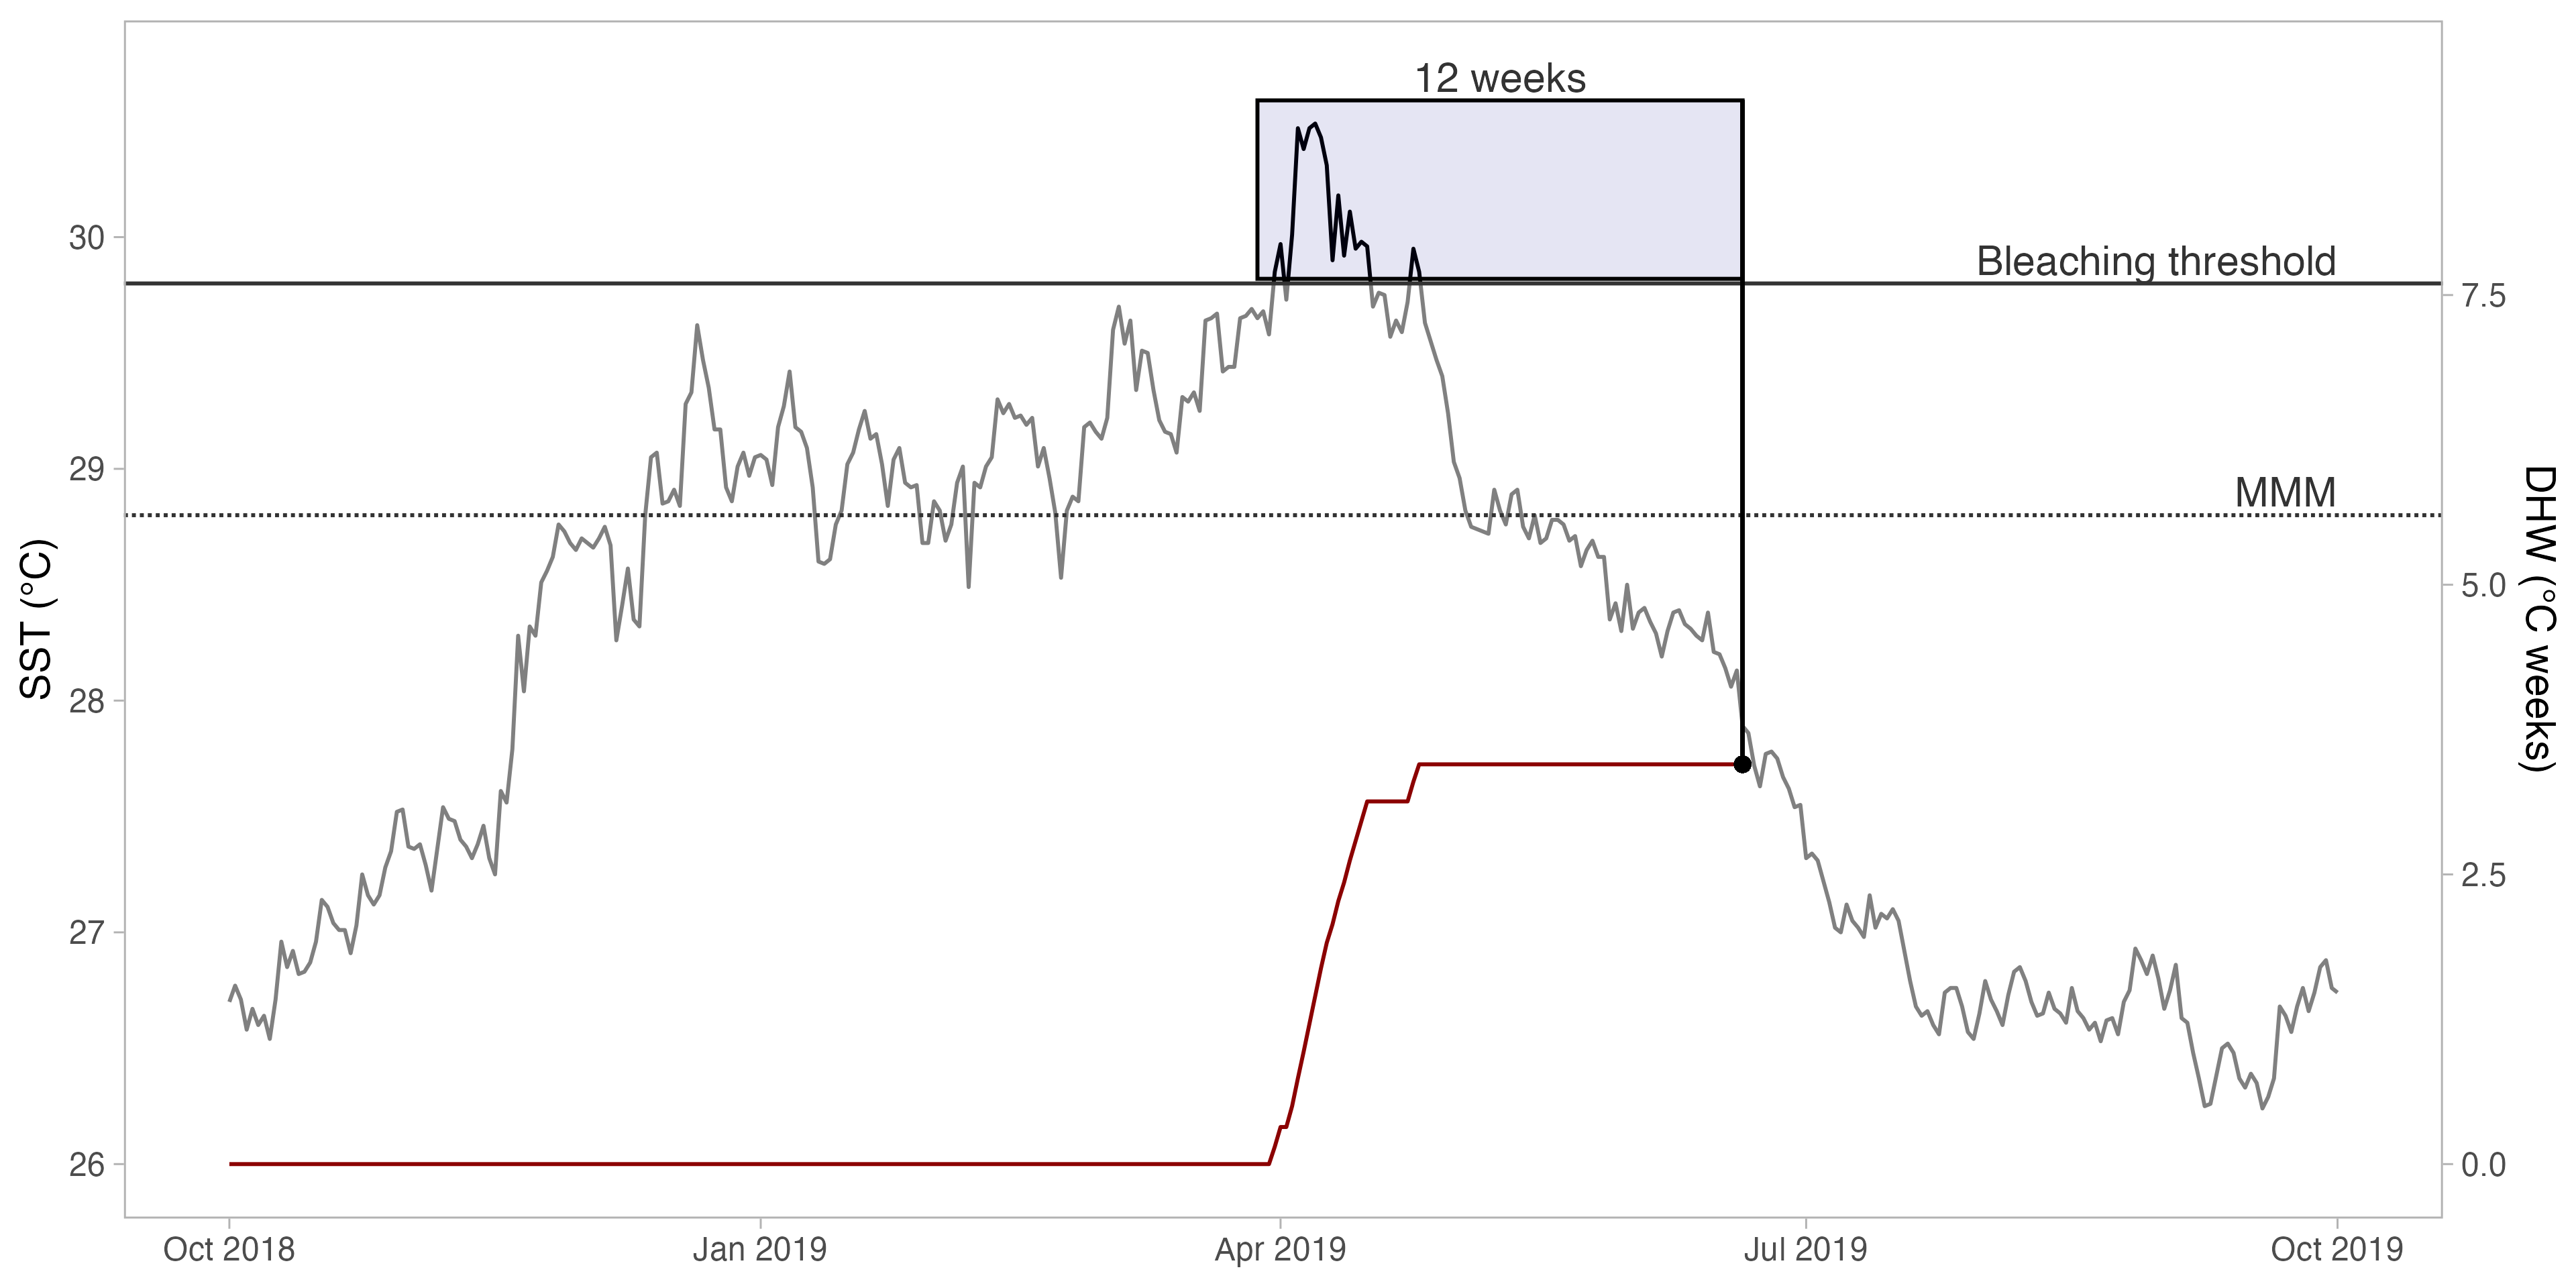 12 weeks
Bleaching threshold
MMM
SST (°C)
30
29
28
27
26
DHW (°C weeks)
7.5
5.0
2.5
0.0
Oct 2018
Jan 2019
Apr 2019
Jul 2019
Oct 2019